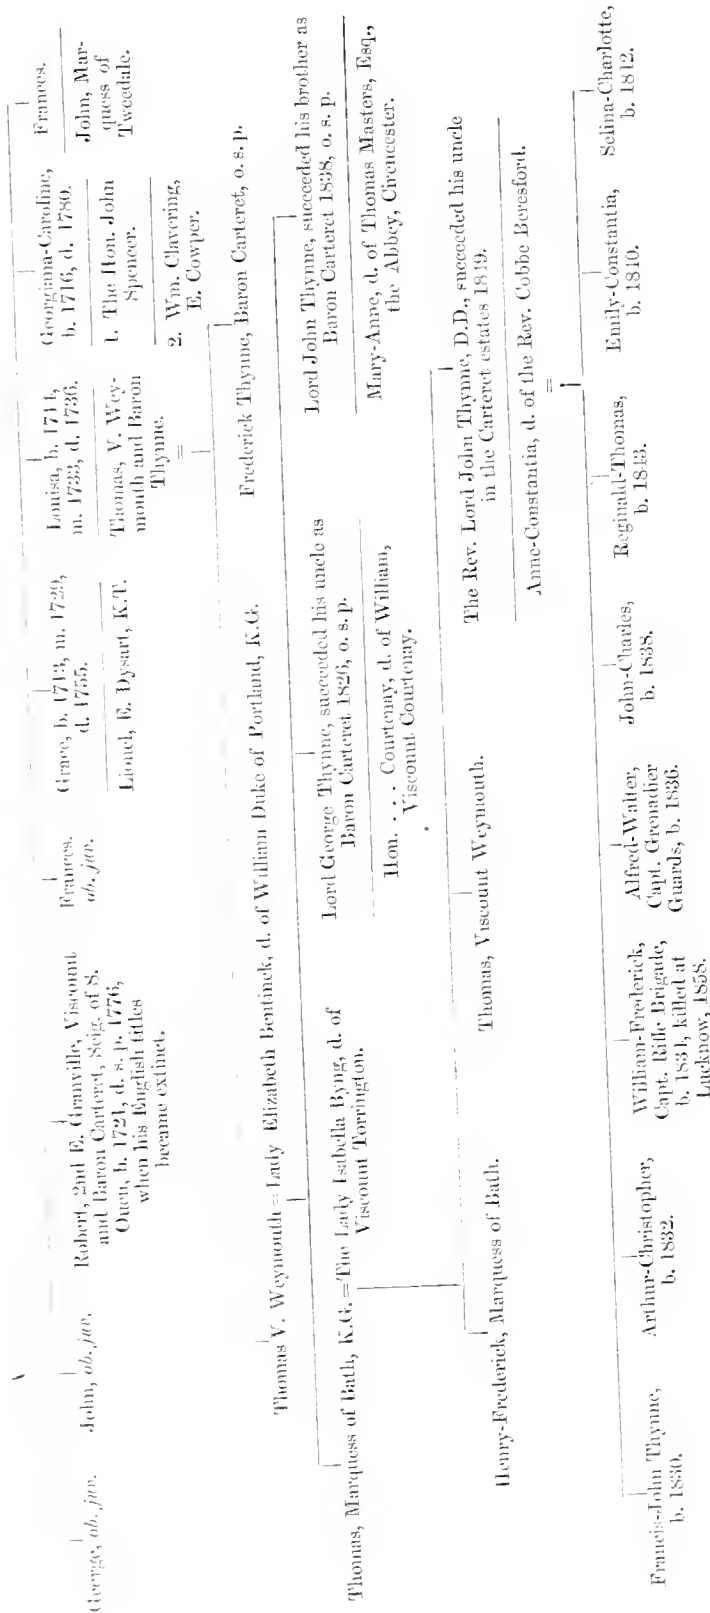 George, ob. juv.
John, ob. juv.
Robert, 2nd E. Granville, Viscount
and Baron Carteret, Seig. of S.
Ouen, b. 1721, d. s. p. 1776,
when his English titles
became extinct.
Frances.
ob. juv.
Grace, b. 1713, m. 1729,
d. 1755.
Lionel, E. Dysart, K.T.
Louisa, b. 1714,
m. 1733, d. 1736.
Thomas, V. Wey-
mouth and Baron
Thynne.
=
Georgiana-Caroline,
b. 1716, d. 1780.
1. The Hon. John
Spencer.
2. Wm. Clavering,
E. Cowper.
Frances.
John, Mar-
quess of
Tweedale.
Thomas V. Weymouth = Lady Elizabeth Bentinck, d. of William Duke of Portland, K.G.
Frederick Thynne, Baron Carteret, o. s. p.
Thomas, Marquess of Bath, K.G. = The Lady Isabella Byng, d. of
Viscount Torrington.
Lord George Thynne, succeeded his uncle as
Baron Carteret 1826, o. s. p.
Hon. . . . . Courtenay, d. of William,
Viscount Courtenay.
Lord John Thynne, succeeded his brother as
Baron Carteret 1838, o. s. p.
Mary-Anne, d. of Thomas Masters, Esq.,
the Abbey, Cirencester.
Henry-Frederick, Marquess of Bath.
Thomas, Viscount Weymouth.
The Rev. Lord John Thynne, D.D., succeeded his uncle
in the Carteret estates 1849.
Anne-Constantia, d. of the Rev. Cobbe Beresford.
=
Francis-John Thynne,
b. 1830.
Arthur-Christopher,
b. 1832.
William-Frederick,
Capt. Rifle Brigade,
b. 1834, killed at
Lucknow, 1858.
Alfred-Walter,
Capt. Grenadier
Guards, b. 1836.
John-Charles,
b. 1838.
Reginald-Thomas,
b. 1843.
Emily-Constantia,
b. 1840.
Selina-Charlotte,
b. 1842.